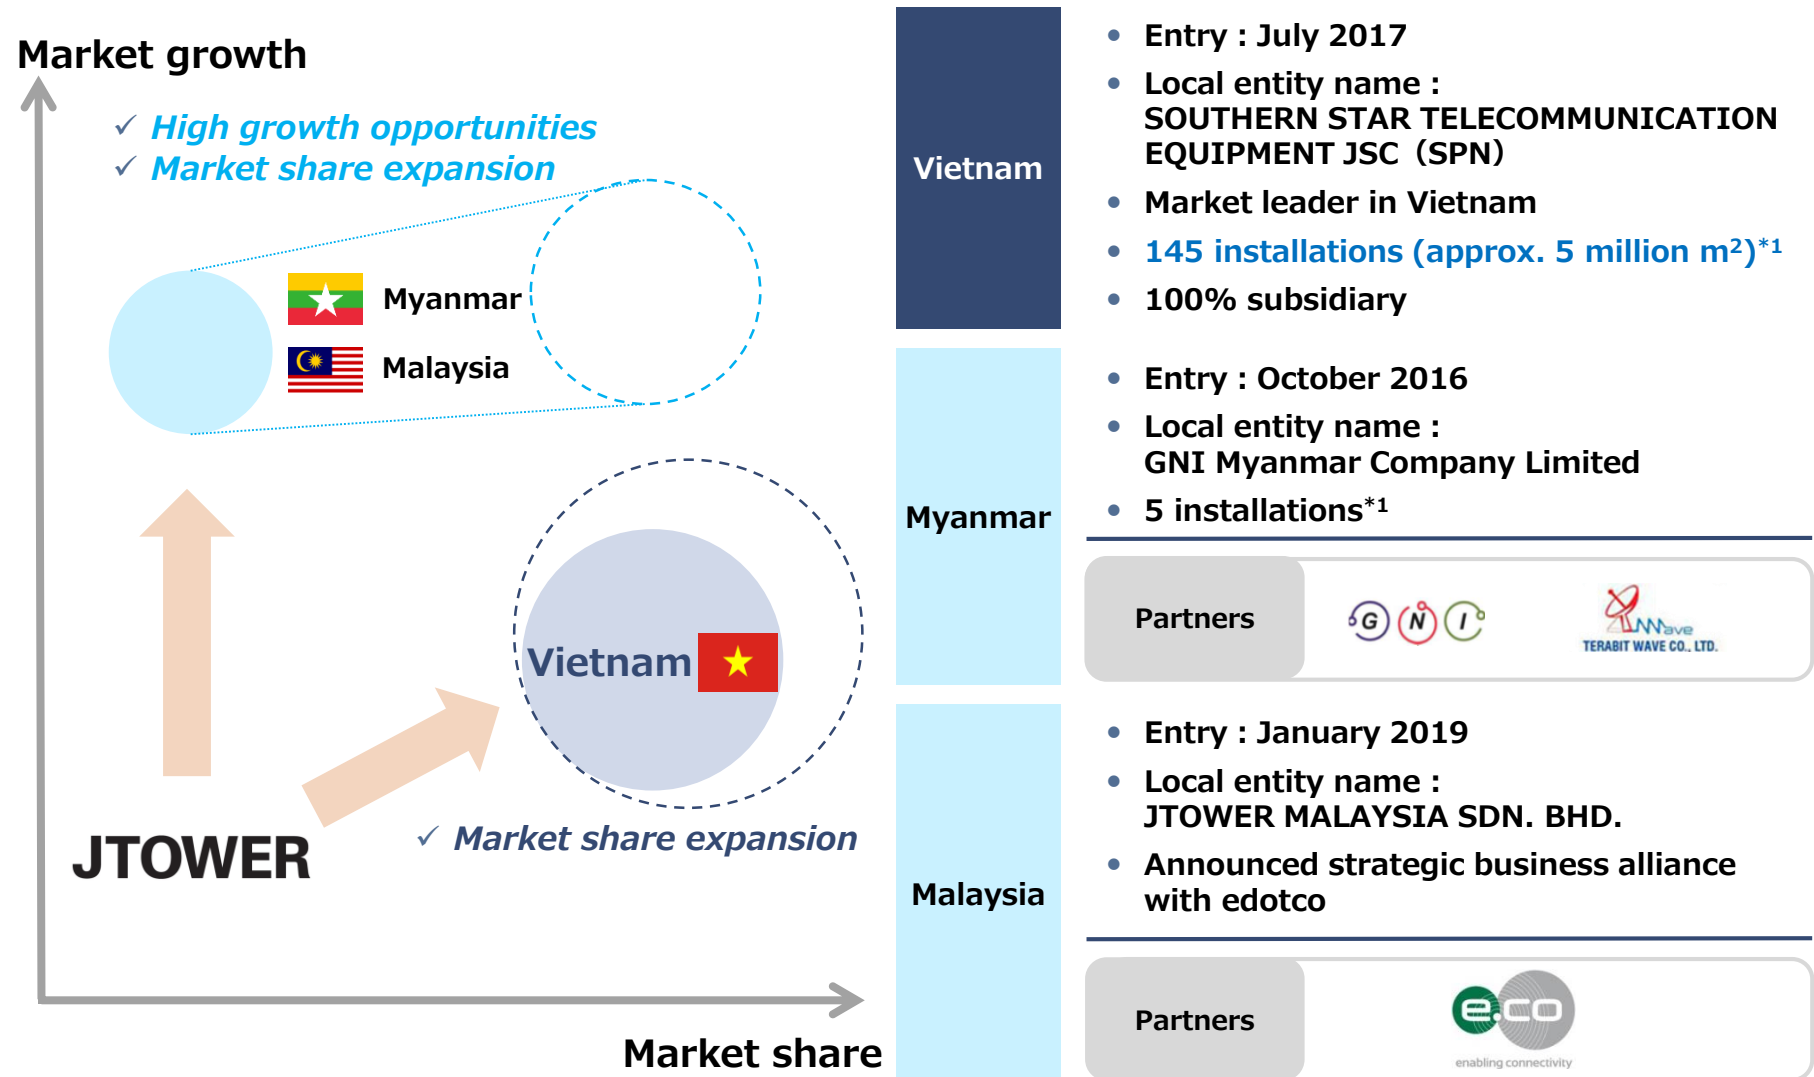 Market growth
✓ High growth opportunities
✓ Market share expansion
Myanmar
Malaysia
Vietnam
✓ Market share expansion
JTOWER
Market share
Vietnam
• Entry : July 2017
• Local entity name :
SOUTHERN STAR TELECOMMUNICATION
EQUIPMENT JSC（SPN）
• Market leader in Vietnam
• 145 installations (approx. 5 million m²)*1
• 100% subsidiary
Myanmar
• Entry : October 2016
• Local entity name :
GNI Myanmar Company Limited
• 5 installations*1
Partners
G N I
Wave
TERABIT WAVE CO., LTD.
Malaysia
• Entry : January 2019
• Local entity name :
JTOWER MALAYSIA SDN. BHD.
• Announced strategic business alliance
with edotco
Partners
e.co
enabling connectivity